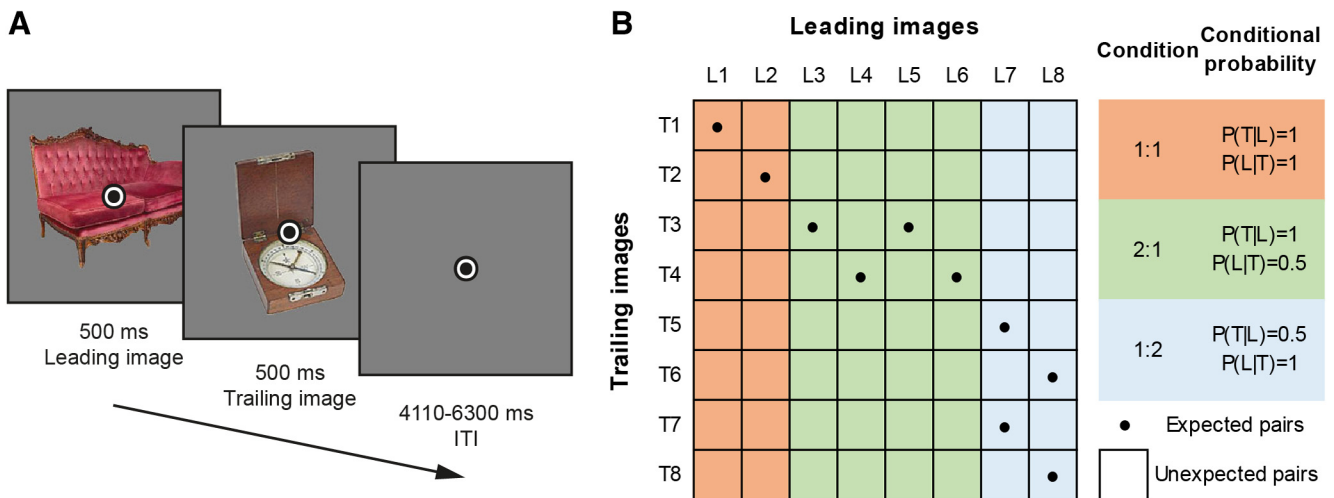 A
500 ms
Leading image
500 ms
Trailing image
4110-6300 ms
ITI
B
Leading images
L1 L2 L3 L4 L5 L6 L7 L8
Trailing images
T1
T2
T3
T4
T5
T6
T7
T8
Condition
Conditional
probability
1:1
P(T|L)=1
P(L|T)=1
2:1
P(T|L)=1
P(L|T)=0.5
1:2
P(T|L)=0.5
P(L|T)=1
Expected pairs
Unexpected pairs